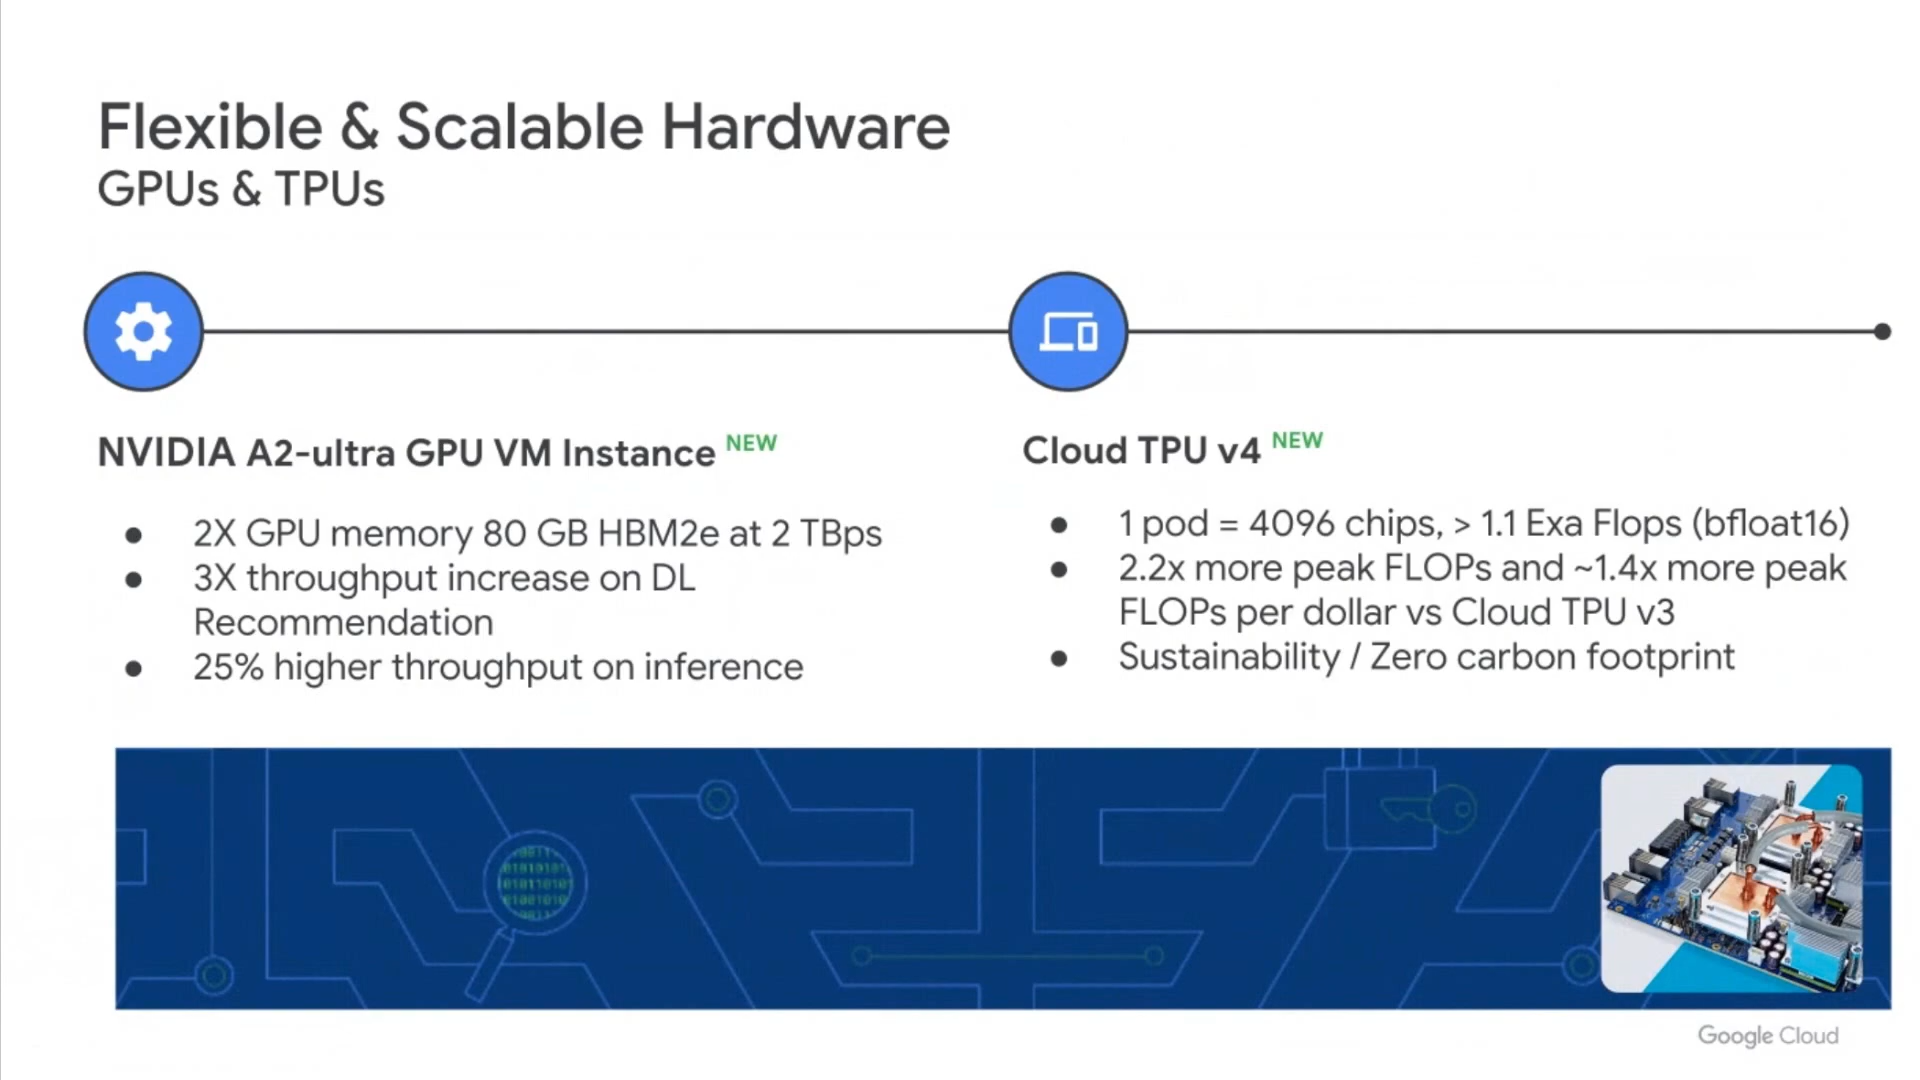 Flexible & Scalable Hardware
GPUs & TPUs
NVIDIA A2-ultra GPU VM Instance NEW
● 2X GPU memory 80 GB HBM2e at 2 TBps
● 3X throughput increase on DL
Recommendation
● 25% higher throughput on inference
Cloud TPU v4 NEW
● 1 pod = 4096 chips, > 1.1 Exa Flops (bfloat16)
● 2.2x more peak FLOPs and ~1.4x more peak
FLOPs per dollar vs Cloud TPU v3
● Sustainability / Zero carbon footprint
Google Cloud